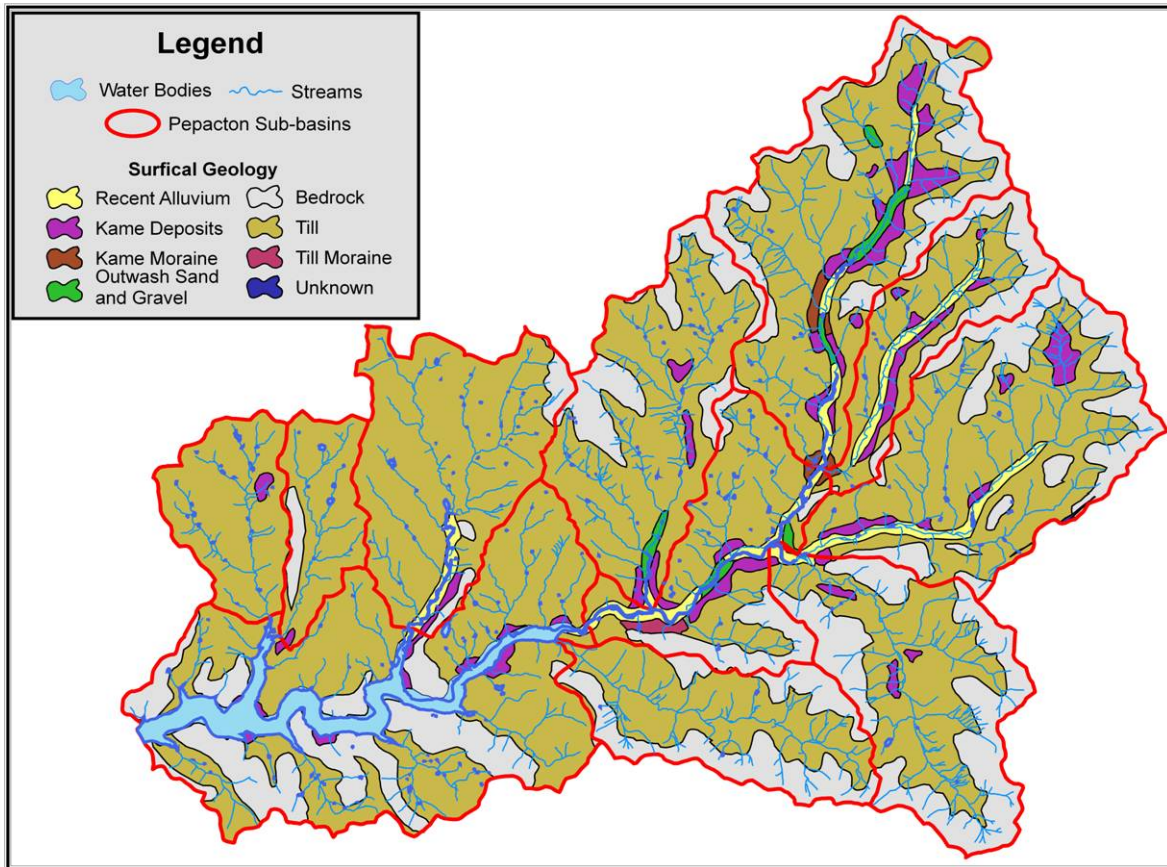 Legend
Water Bodies
Streams
Pepacton Sub-basins
Surfical Geology
Recent Alluvium
Bedrock
Kame Deposits
Till
Kame Moraine
Till Moraine
Outwash Sand
and Gravel
Unknown